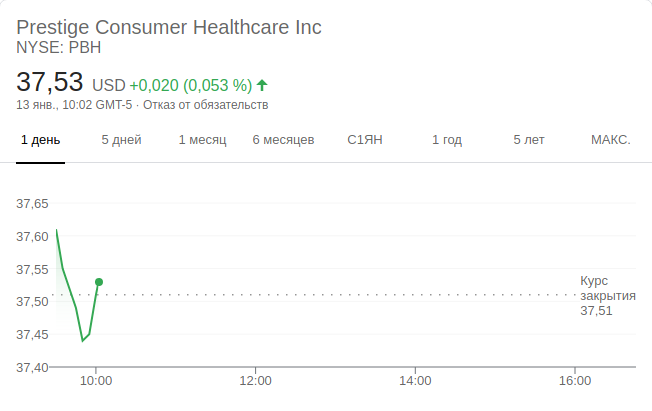 Prestige Consumer Healthcare Inc
NYSE: PBH
37,53 USD +0,020 (0,053 %)
13 янв., 10:02 GMT-5 · Отказ от обязательств
1 день 5 дней 1 месяц 6 месяцев С1ЯН 1 год 5 лет МАКС.
37,65
37,60
37,55
37,50
37,45
37,40
Курс
закрытия
37,51
10:00 12:00 14:00 16:00